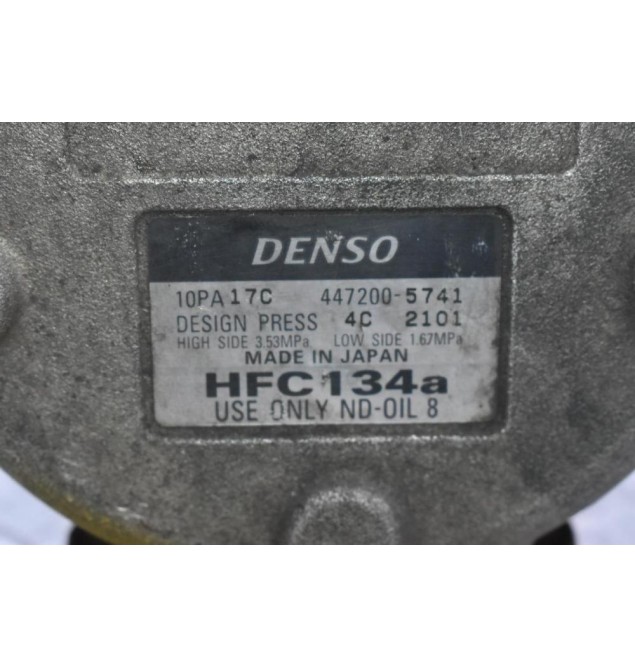 DENSO
10PA17C 447200-5741
DESIGN PRESS 4C 2101
HIGH SIDE 3.53MPa LOW SIDE 1.67MPa
MADE IN JAPAN
HFC134a
USE ONLY ND-OIL 8